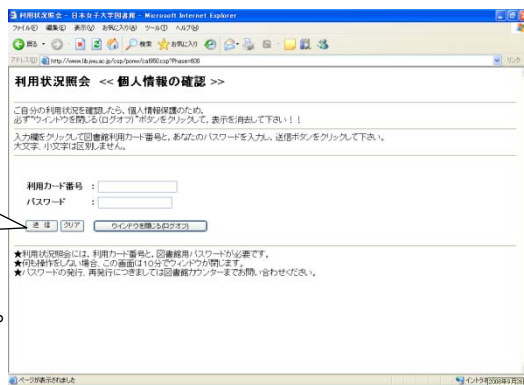 利用状況照会 - 日本女子大学図書館 - Microsoft Internet Explorer
ファイル(F) 編集(E) 表示(V) お気に入り(A) ツール(T) ヘルプ(H)
戻る 検索 お気に入り
アドレス(D)
利用状況照会 << 個人情報の確認 >>
ご自分の利用状況を確認したら、個人情報保護のため、
必ず"ウインドウを閉じる(ログオフ)"ボタンをクリックして、表示を消去して下さい！！
入力欄をクリックして図書館利用カード番号と、あなたのパスワードを入力し、送信ボタンをクリックして下さい。
大文字、小文字は区別しません。
利用カード番号 :
パスワード :
送信 クリア ウインドウを閉じる(ログオフ)
★利用状況照会には、利用カード番号と、図書館用パスワードが必要です。
★何も操作をしない場合、この画面は10分でウィンドウが閉じます。
★パスワードの発行、再発行につきましては図書館カウンターまでお問い合わせください。
。
ページが表示されました